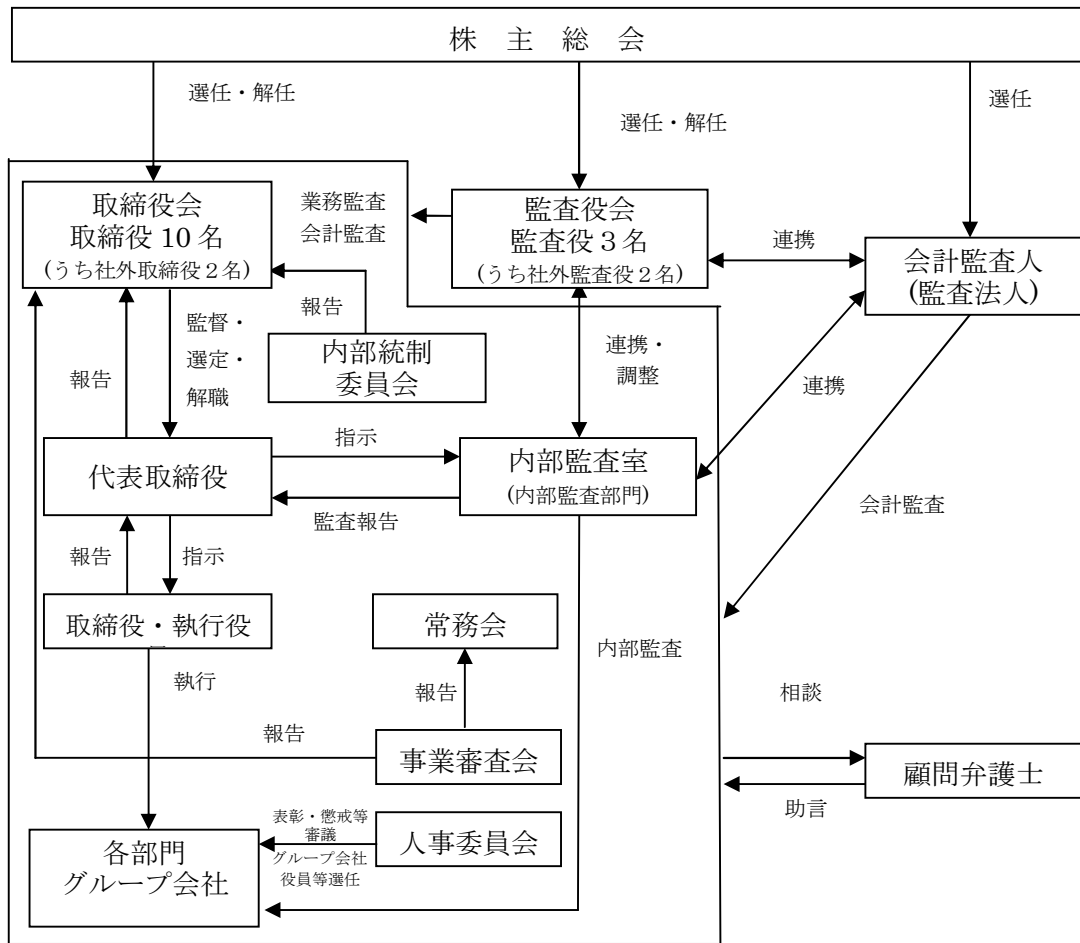 株　主　総　会
選任・解任
選任・解任
選任
取締役会
取締役 10 名
(うち社外取締役２名)
業務監査
会計監査
監査役会
監査役３名
(うち社外監査役２名)
連携
会計監査人
(監査法人)
報告
監督・
選定・
解職
報告
内部統制
委員会
連携・
調整
連携
代表取締役
指示
監査報告
内部監査室
(内部監査部門)
会計監査
報告
指示
取締役・執行役
常務会
内部監査
執行
報告
相談
報告
事業審査会
顧問弁護士
助言
表彰・懲戒等
審議
グループ会社
役員等選任
人事委員会
各部門
グループ会社